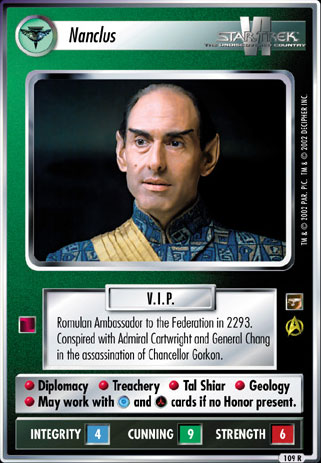 Nanclus
STAR TREK
VI
THE UNDISCOVERED COUNTRY
TM & © 2002 PAR. PIC. TM & © 2002 DECIPHER INC.
V.I.P.
Romulan Ambassador to the Federation in 2293.
Conspired with Admiral Cartwright and General Chang
in the assassination of Chancellor Gorkon.
Diplomacy Treachery Tal Shiar Geology
May work with and cards if no Honor present.
INTEGRITY 4 CUNNING 9 STRENGTH 6
109 R